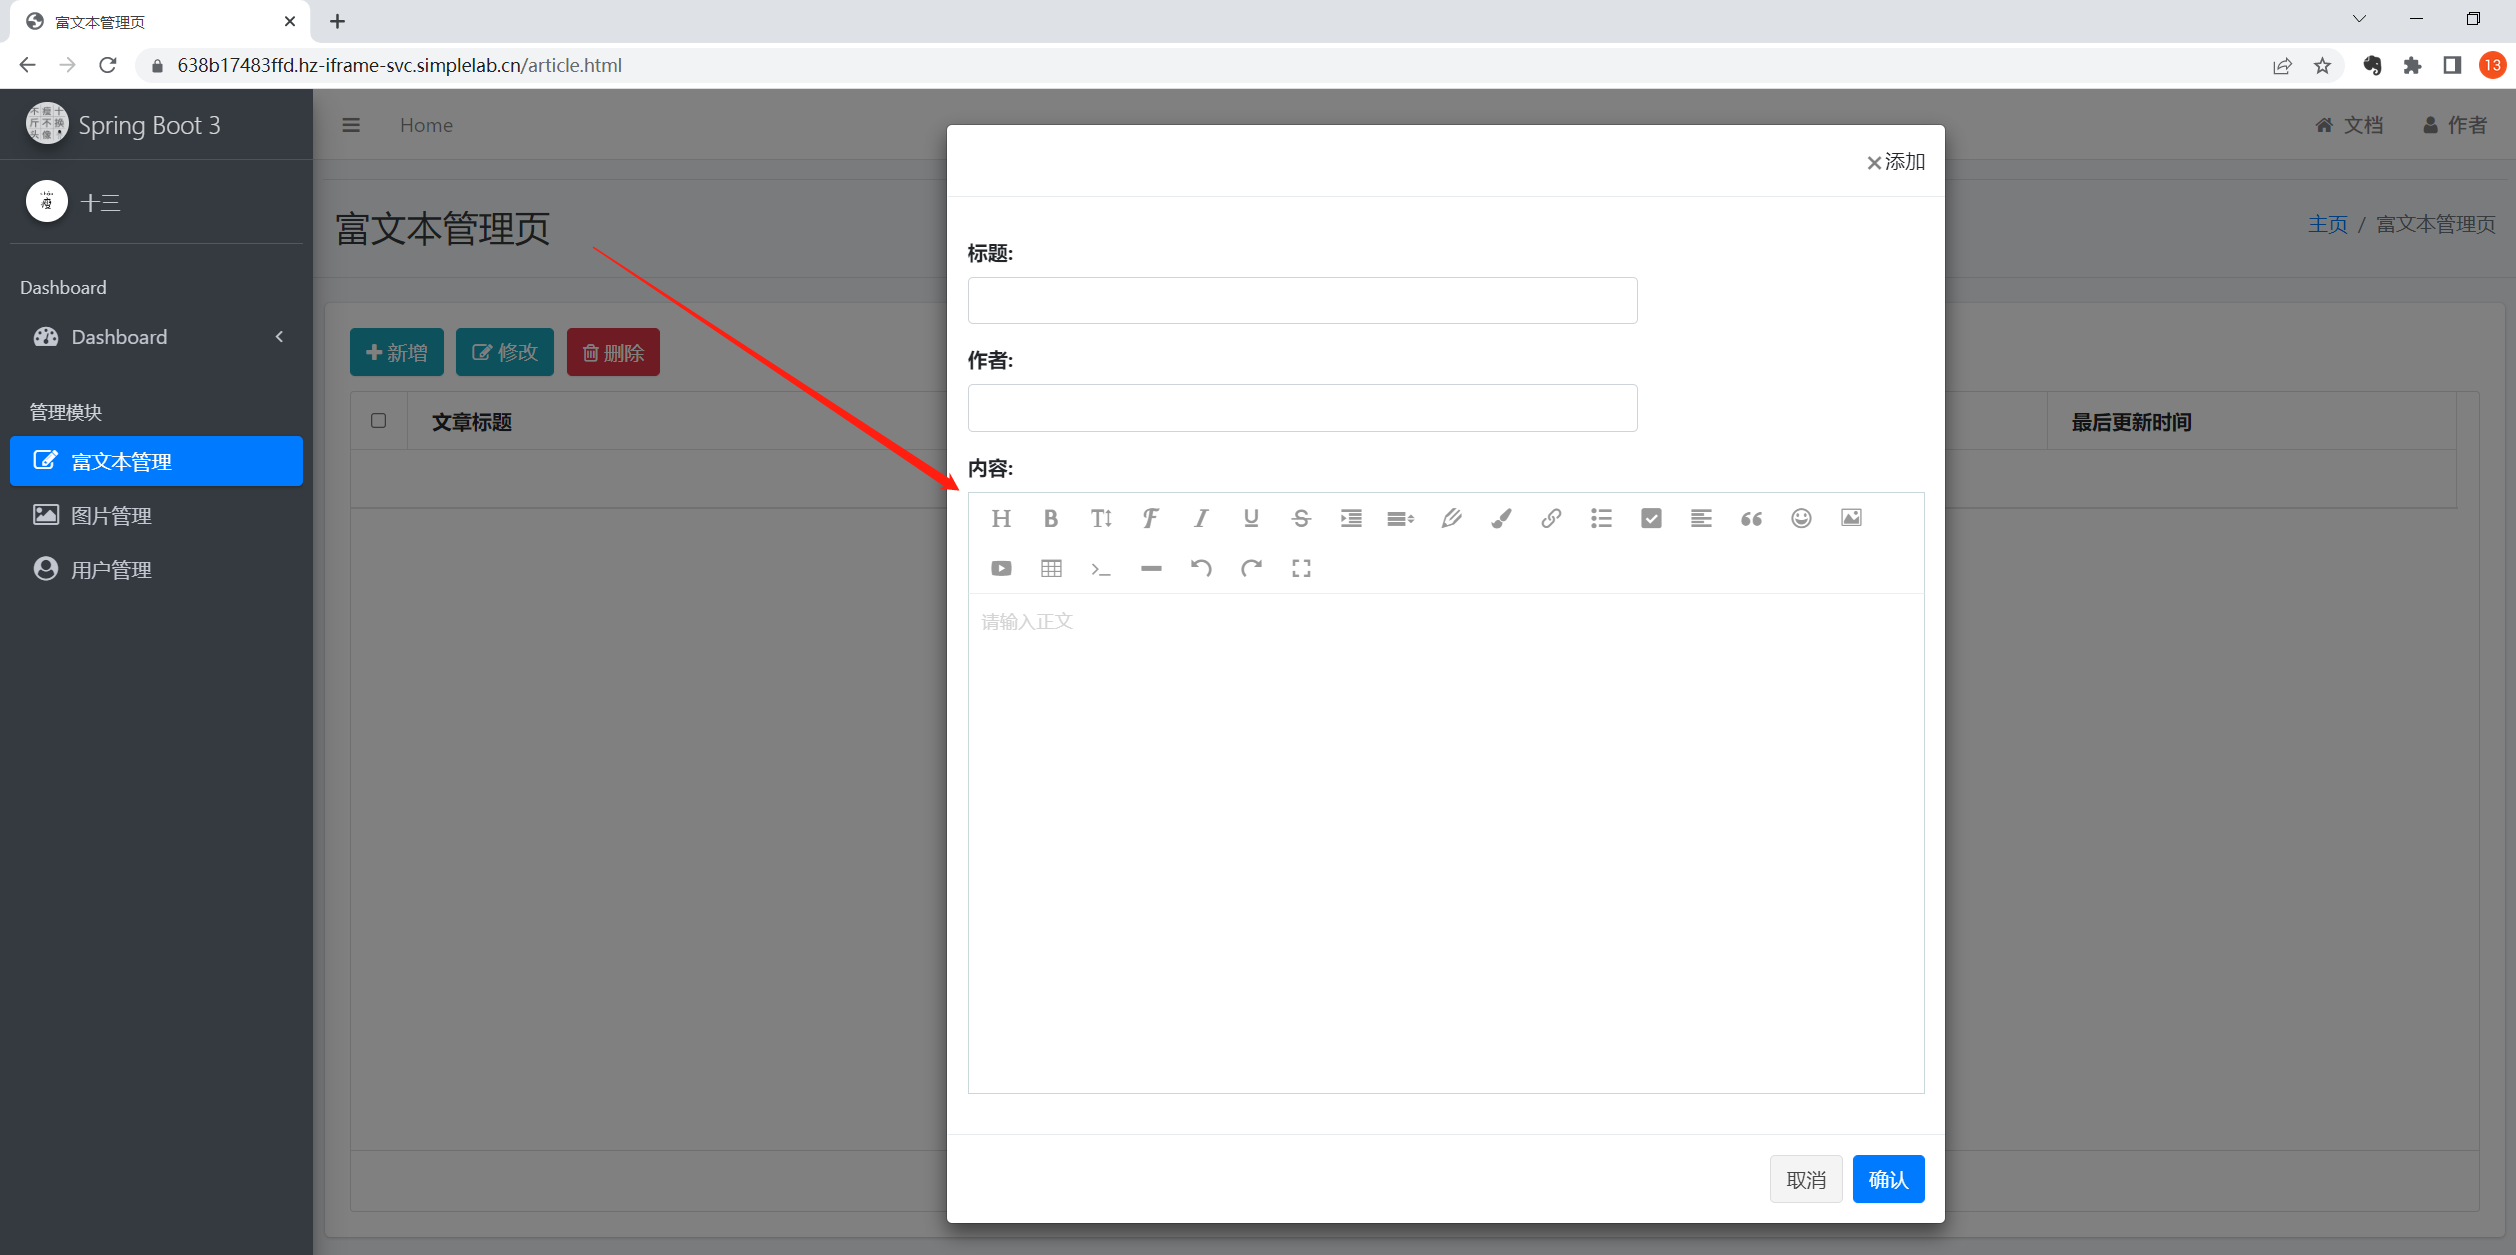 富文本管理页
638b17483ffd.hz-iframe-svc.simplelab.cn/article.html
13
Spring Boot 3
Home
文档
作者
十三
富文本管理页
主页 / 富文本管理页
Dashboard
Dashboard
管理模块
富文本管理
图片管理
用户管理
新增
修改
删除
文章标题
最后更新时间
×添加
标题:
作者:
内容:
请输入正文
取消
确认